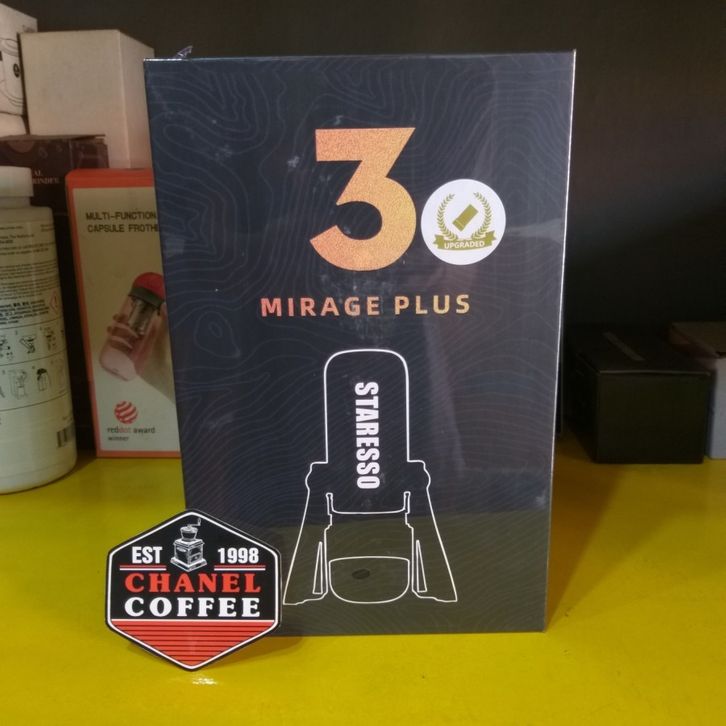 3
UPGRADED
MIRAGE PLUS
STARESSO
EST 1998
CHANEL
COFFEE
MULTI-FUNCTION
CAPSULE FROTHE
reddot award
winner